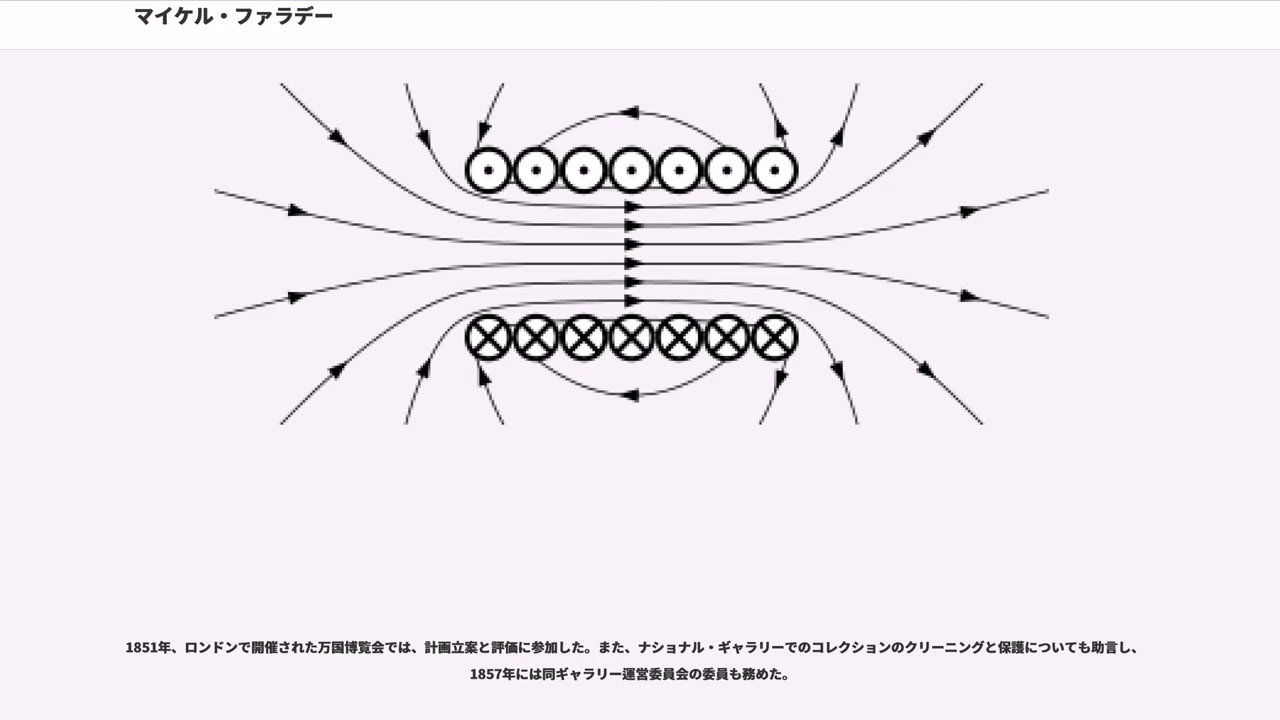 マイケル・ファラデー
1851年、ロンドンで開催された万国博覧会では、計画立案と評価に参加した。また、ナショナル・ギャラリーでのコレクションのクリーニングと保護についても助言し、
1857年には同ギャラリー運営委員会の委員も務めた。